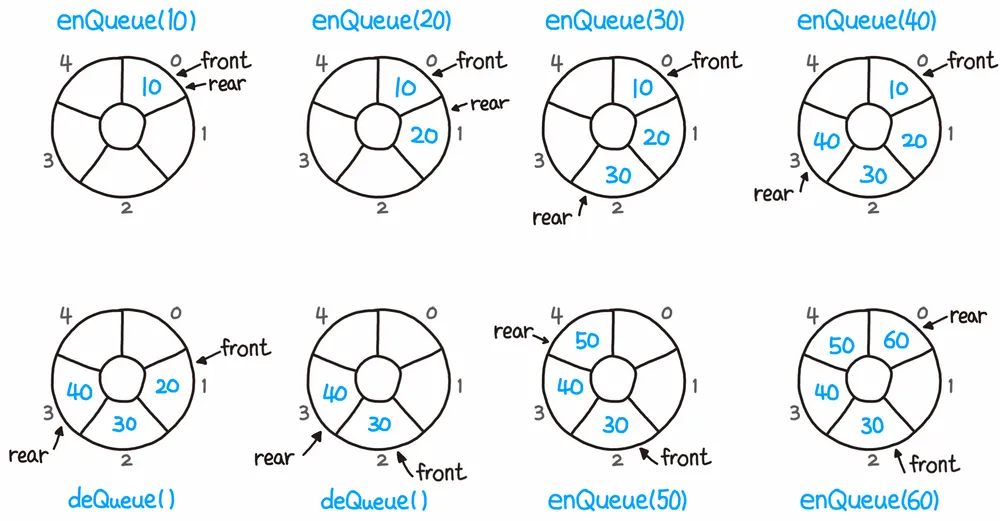 enQueue(10)
enQueue(20)
enQueue(30)
enQueue(40)
4 0 front
rear
10
1
3
2
4 0 front
rear
10
20 1
3
2
4 0 front
10
20 1
3
30
rear 2
4 0 front
10
40 20 1
3
30
rear 2
4 0
front
40 20 1
3
30
rear 2
4 0
40 1
3
30
rear 2 front
4 0
rear 50
40 1
3
30
2 front
4 0 rear
50 60
40 1
3
30
2 front
deQueue()
deQueue()
enQueue(50)
enQueue(60)